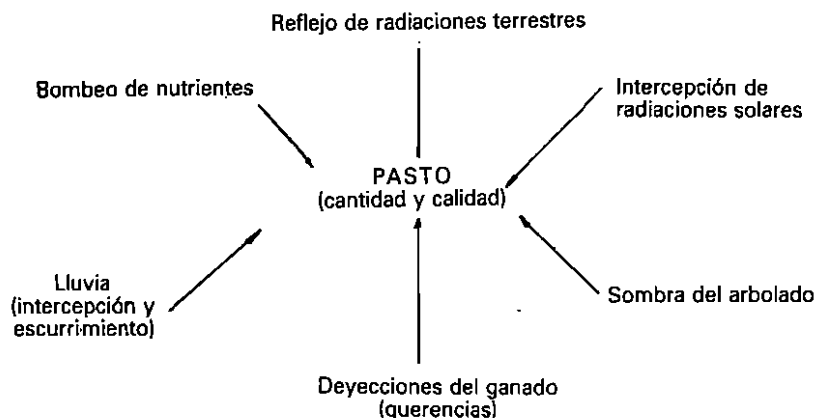 Reflejo de radiaciones terrestres
Bombeo de nutrientes
Intercepción de
radiaciones solares
PASTO
(cantidad y calidad)
Lluvia
(intercepción y
escurrimiento)
Sombra del arbolado
Deyecciones del ganado
(querencias)